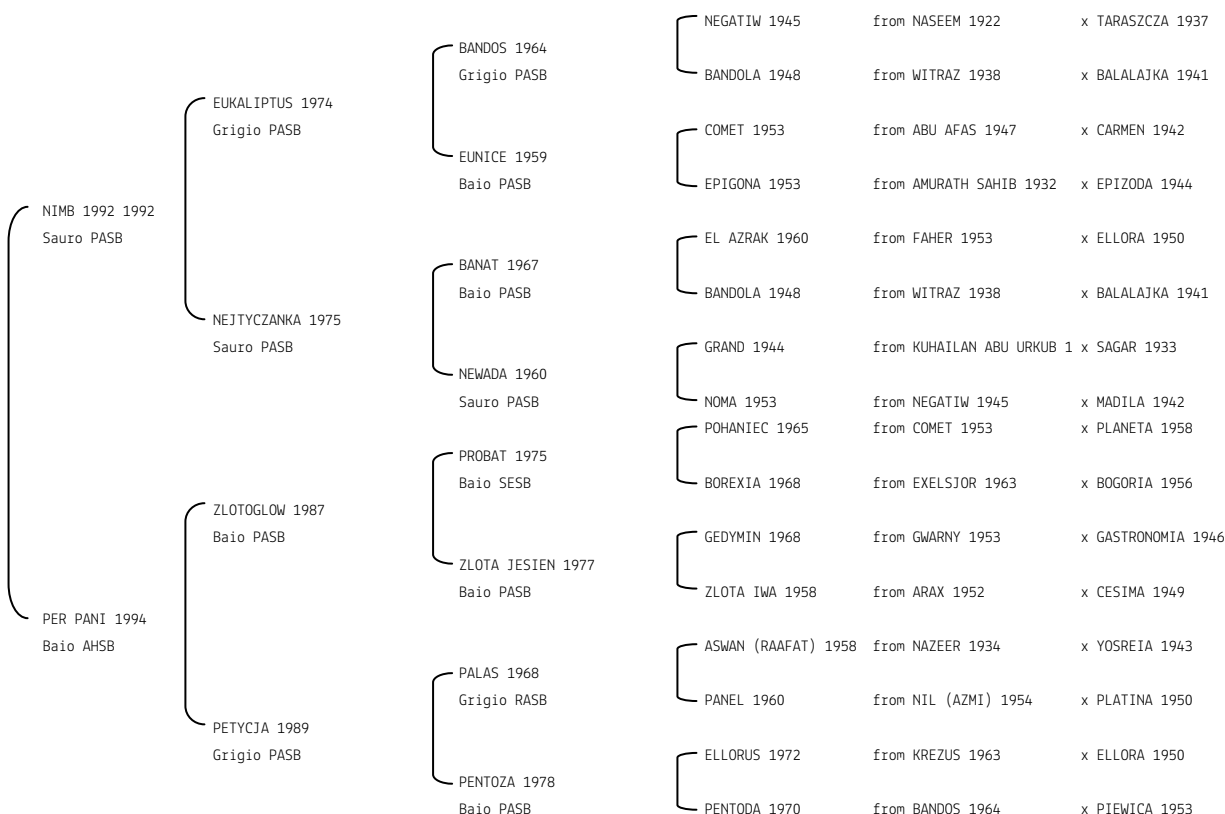 NEGATIW 1945 from NASEEM 1922 x TARASZCZA 1937
BANDOS 1964
Grigio PASB BANDOLA 1948 from WITRAZ 1938 x BALALAJKA 1941
EUKALIPTUS 1974
Grigio PASB COMET 1953 from ABU AFAS 1947 x CARMEN 1942
EUNICE 1959
Baio PASB EPIGONA 1953 from AMURATH SAHIB 1932 x EPIZODA 1944
NIMB 1992 1992
Sauro PASB EL AZRAK 1960 from FAHER 1953 x ELLORA 1950
BANAT 1967
Baio PASB BANDOLA 1948 from WITRAZ 1938 x BALALAJKA 1941
NEJTYCZANKA 1975
Sauro PASB GRAND 1944 from KUHAILAN ABU URKUB 1 x SAGAR 1933
NEWADA 1960
Sauro PASB NOMA 1953 from NEGATIW 1945 x MADILA 1942
POHANIEC 1965 from COMET 1953 x PLANETA 1958
PROBAT 1975
Baio SESB BOREXIA 1968 from EXELSJOR 1963 x BOGORIA 1956
ZLOTOGLOW 1987
Baio PASB GEDYMIN 1968 from GWARNY 1953 x GASTRONOMIA 1946
ZLOTA JESIEN 1977
Baio PASB ZLOTA IWA 1958 from ARAX 1952 x CESIMA 1949
PER PANI 1994
Baio AHSB ASWAN (RAAFAT) 1958 from NAZEER 1934 x YOSREIA 1943
PALAS 1968
Grigio RASB PANEL 1960 from NIL (AZMI) 1954 x PLATINA 1950
PETYCJA 1989
Grigio PASB ELLORUS 1972 from KREZUS 1963 x ELLORA 1950
PENTOZA 1978
Baio PASB PENTODA 1970 from BANDOS 1964 x PIEWICA 1953